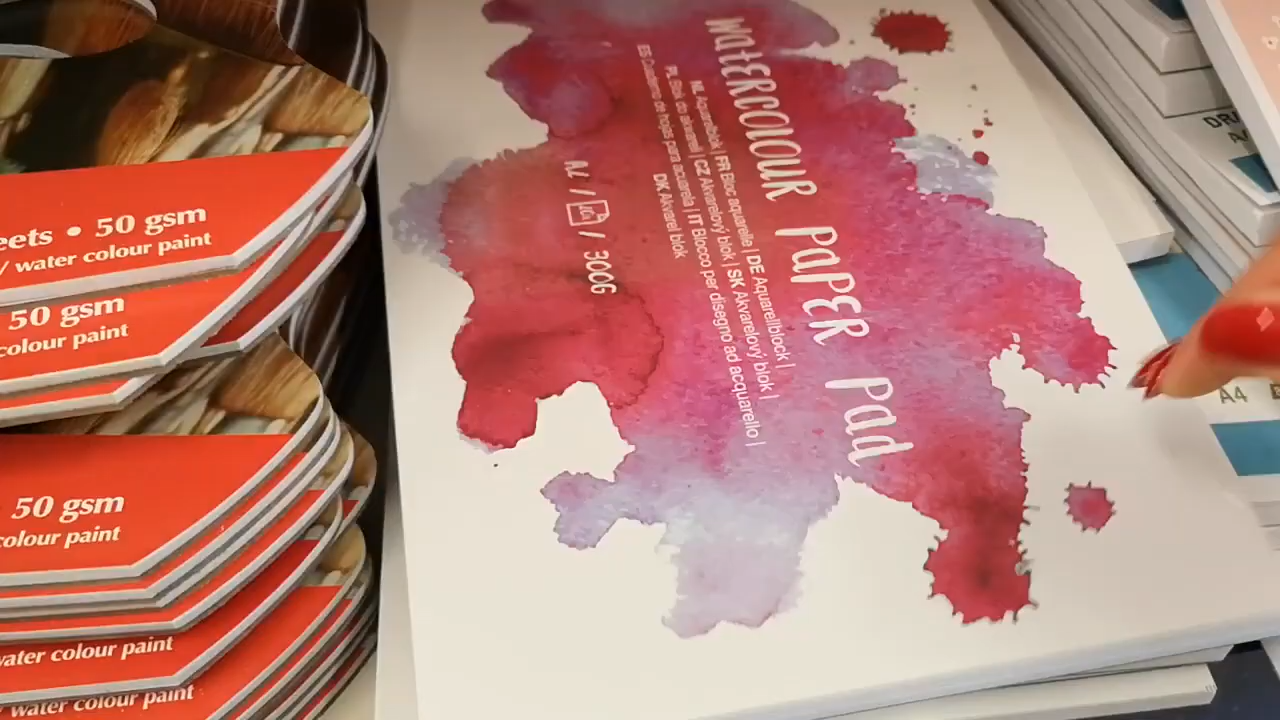 WATERCOLOUR PAPER PAD
NL Aquarelblok | FR Bloc aquarelle | DE Aquarellblock |
PL Blok do akwareli | CZ Akvarelový blok | SK Akvarelový blok |
ES Cuaderno de hojas para acuarela | IT Blocco per disegno ad acquarello |
DK Akvarel blok
/ 300G
eets • 50 gsm
/ water colour paint
50 gsm
colour paint
50 gsm
colour paint
water colour paint
water colour paint
DRA
A4